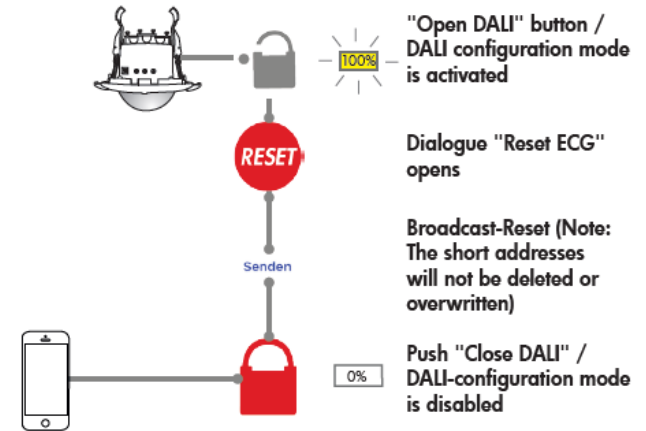 "Open DALI" button /
DALI configuration mode
is activated
100%
RESET
Dialogue "Reset ECG"
opens
Broadcast-Reset (Note:
The short addresses
will not be deleted or
overwritten)
Senden
Push "Close DALI" /
DALI-configuration mode
is disabled
0%